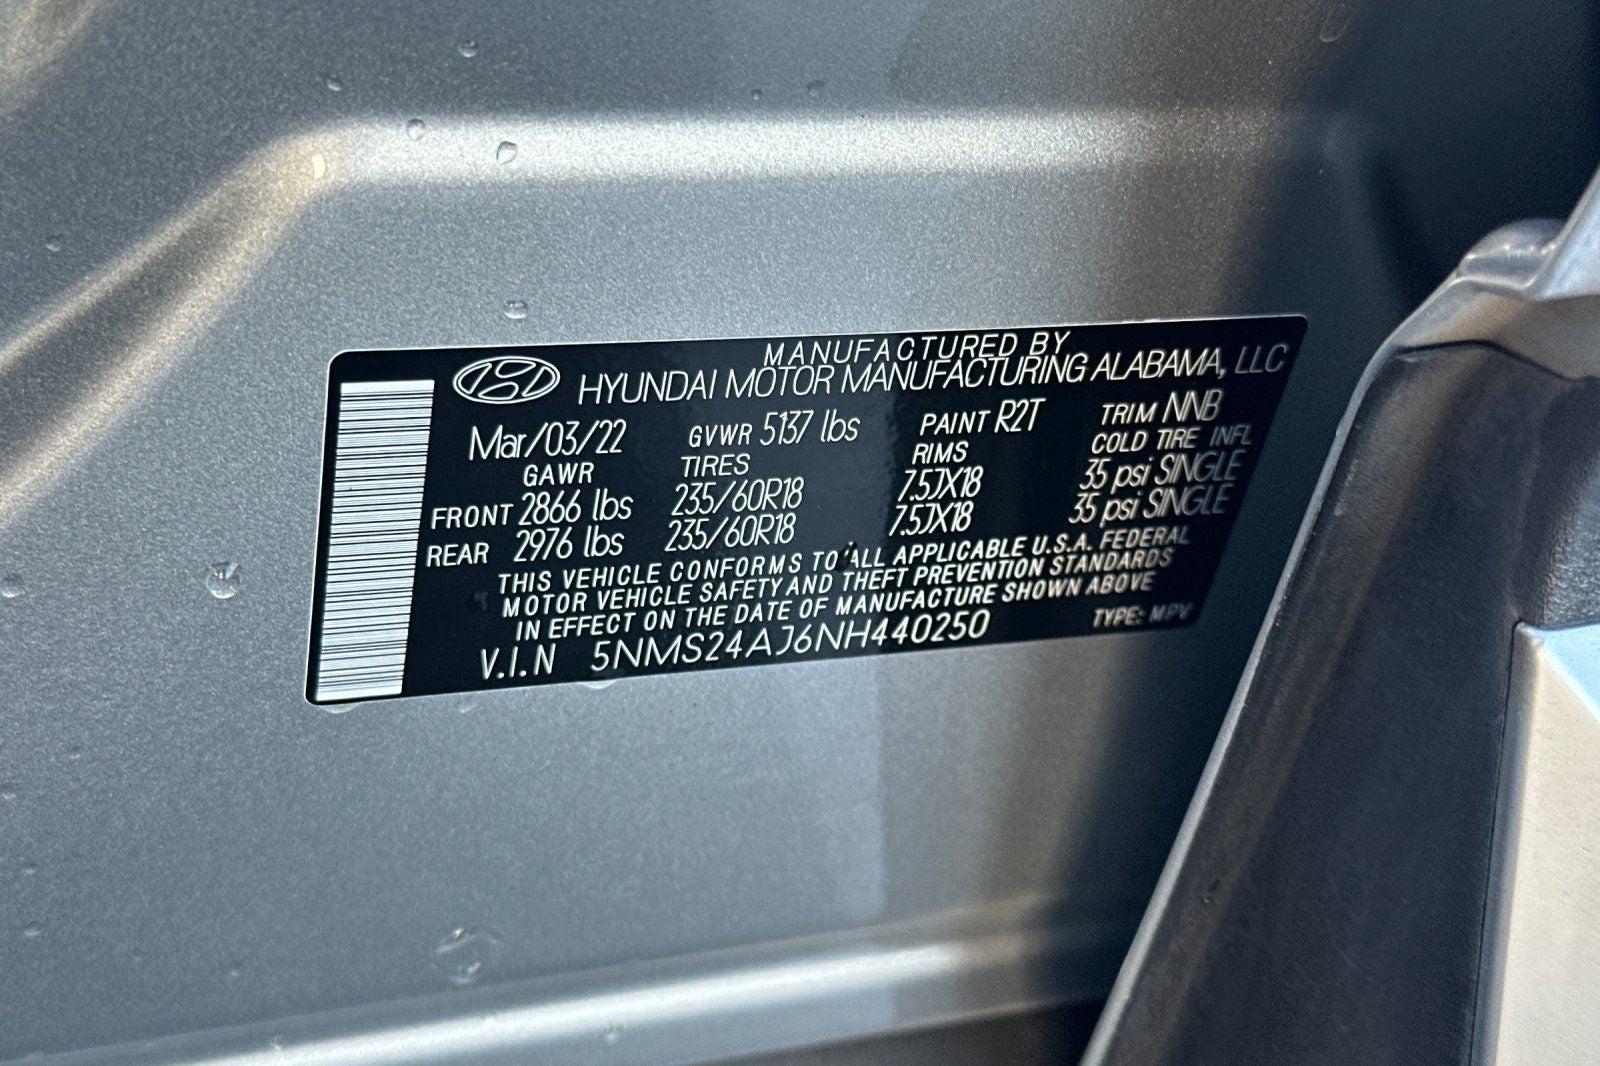 MANUFACTURED BY
HYUNDAI MOTOR MANUFACTURING ALABAMA, LLC
Mar/03/22 GVWR 5137 lbs PAINT R2T TRIM NNB
GAWR TIRES RIMS COLD TIRE INFL
FRONT 2866 lbs 235/60R18 7.5JX18 35 psi SINGLE
REAR 2976 lbs 235/60R18 7.5JX18 35 psi SINGLE
THIS VEHICLE CONFORMS TO ALL APPLICABLE U.S.A. FEDERAL
MOTOR VEHICLE SAFETY AND THEFT PREVENTION STANDARDS
IN EFFECT ON THE DATE OF MANUFACTURE SHOWN ABOVE
V.I.N 5NMS24AJ6NH440250 TYPE: MPV